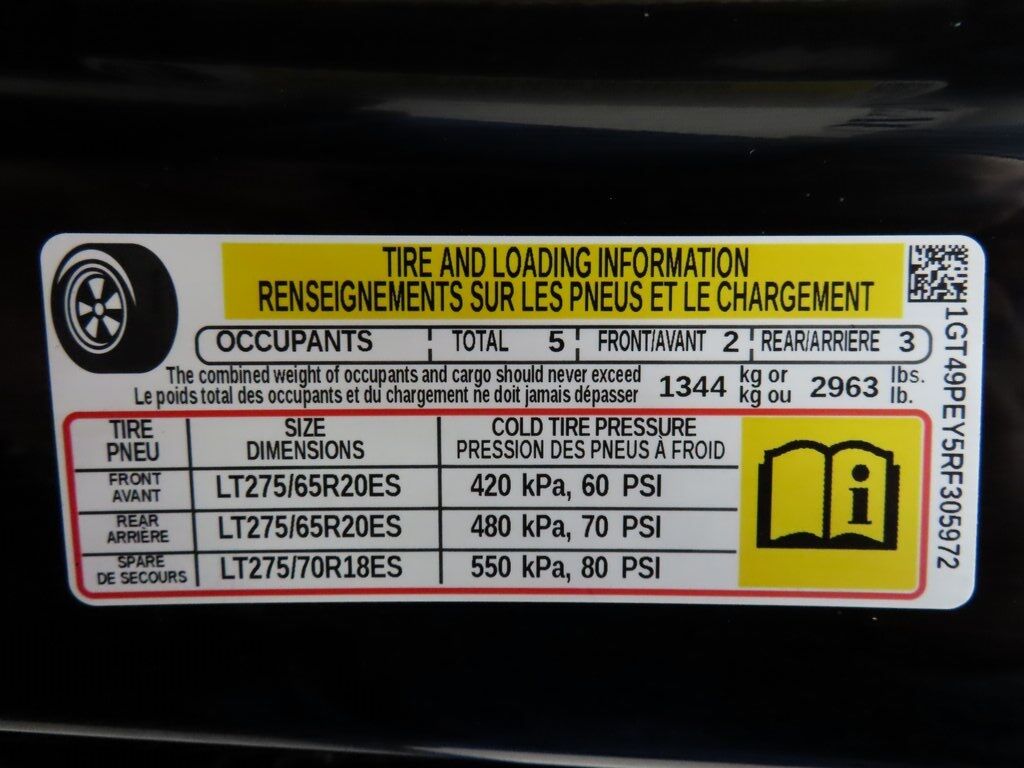 TIRE AND LOADING INFORMATION
RENSEIGNEMENTS SUR LES PNEUS ET LE CHARGEMENT
OCCUPANTS TOTAL 5 FRONT/AVANT 2 REAR/ARRIÈRE 3
The combined weight of occupants and cargo should never exceed 1344 kg or 2963 lbs.
Le poids total des occupants et du chargement ne doit jamais dépasser kg ou lb.
TIRE SIZE COLD TIRE PRESSURE
PNEU DIMENSIONS PRESSION DES PNEUS À FROID
FRONT
AVANT LT275/65R20ES 420 kPa, 60 PSI
REAR
ARRIÈRE LT275/65R20ES 480 kPa, 70 PSI
SPARE
DE SECOURS LT275/70R18ES 550 kPa, 80 PSI
i
1GT49PEY5RF305972